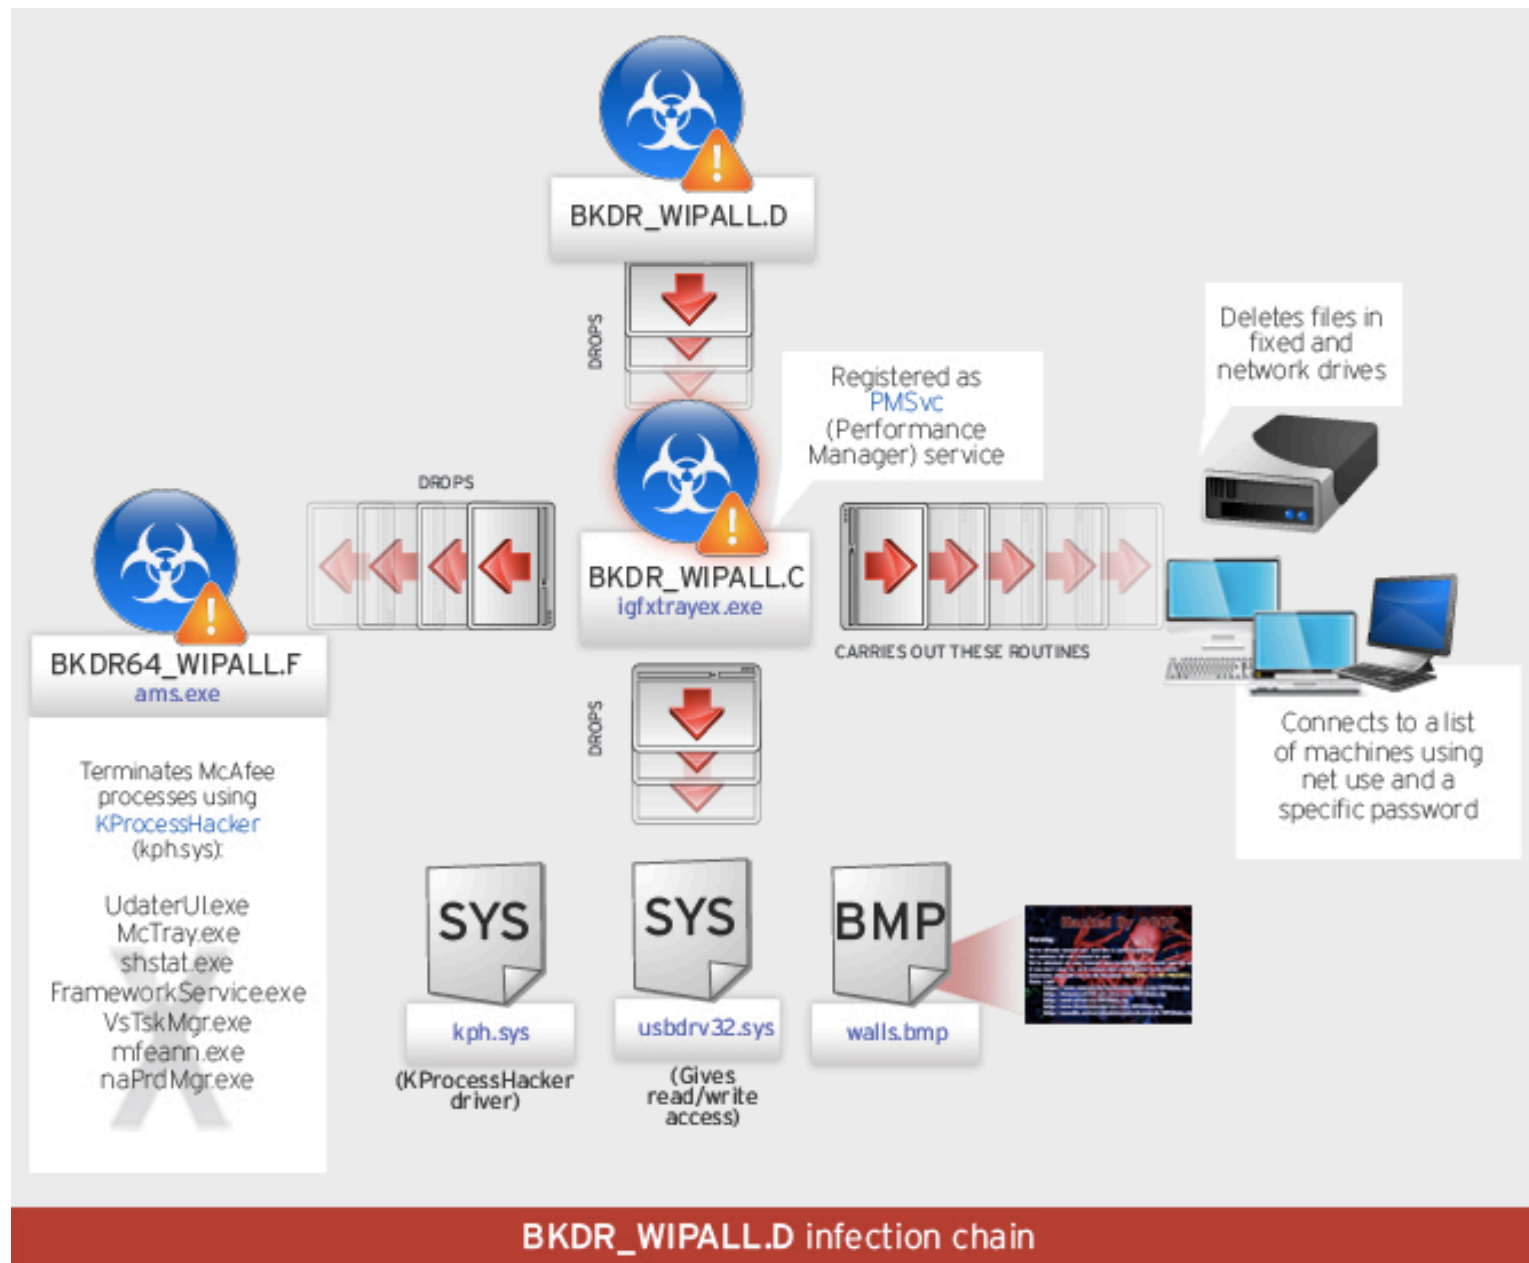 BKDR_WIPALL.D
DROPS
Registered as
PMSvc
(Performance
Manager) service
Deletes files in
fixed and
network drives
DROPS
BKDR_WIPALL.C
igfxtrayex.exe
CARRIES OUT THESE ROUTINES
Connects to a list
of machines using
net use and a
specific password
BKDR64_WIPALL.F
ams.exe
Terminates McAfee
processes using
KProcessHacker
(kph.sys):
UdaterUI.exe
McTray.exe
shstat.exe
FrameworkService.exe
VsTskMgr.exe
mfeann.exe
naPrdMgr.exe
DROPS
SYS
kph.sys
(KProcessHacker
driver)
SYS
usbdrv32.sys
(Gives
read/write
access)
BMP
walls.bmp
Hacked By #GOP
BKDR_WIPALL.D infection chain